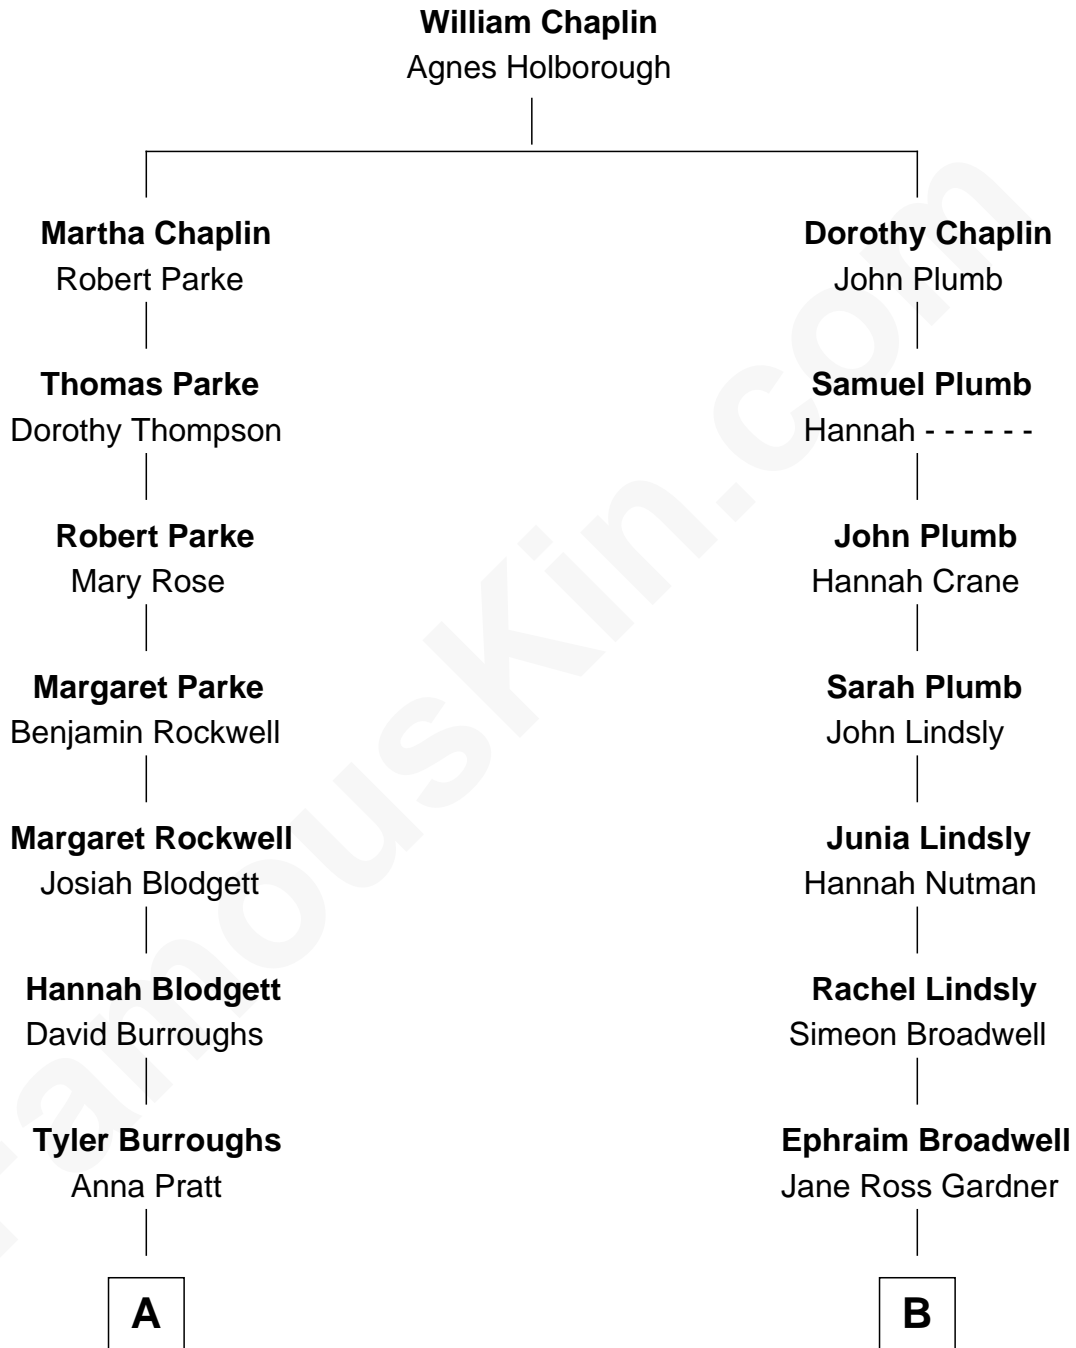 William Chaplin
Agnes Holborough
Martha Chaplin
Robert Parke
Dorothy Chaplin
John Plumb
Thomas Parke
Dorothy Thompson
Samuel Plumb
Hannah - - - - - -
Robert Parke
Mary Rose
John Plumb
Hannah Crane
Margaret Parke
Benjamin Rockwell
Sarah Plumb
John Lindsly
Margaret Rockwell
Josiah Blodgett
Junia Lindsly
Hannah Nutman
Hannah Blodgett
David Burroughs
Rachel Lindsly
Simeon Broadwell
Tyler Burroughs
Anna Pratt
Ephraim Broadwell
Jane Ross Gardner
A
B
FamousKin.com